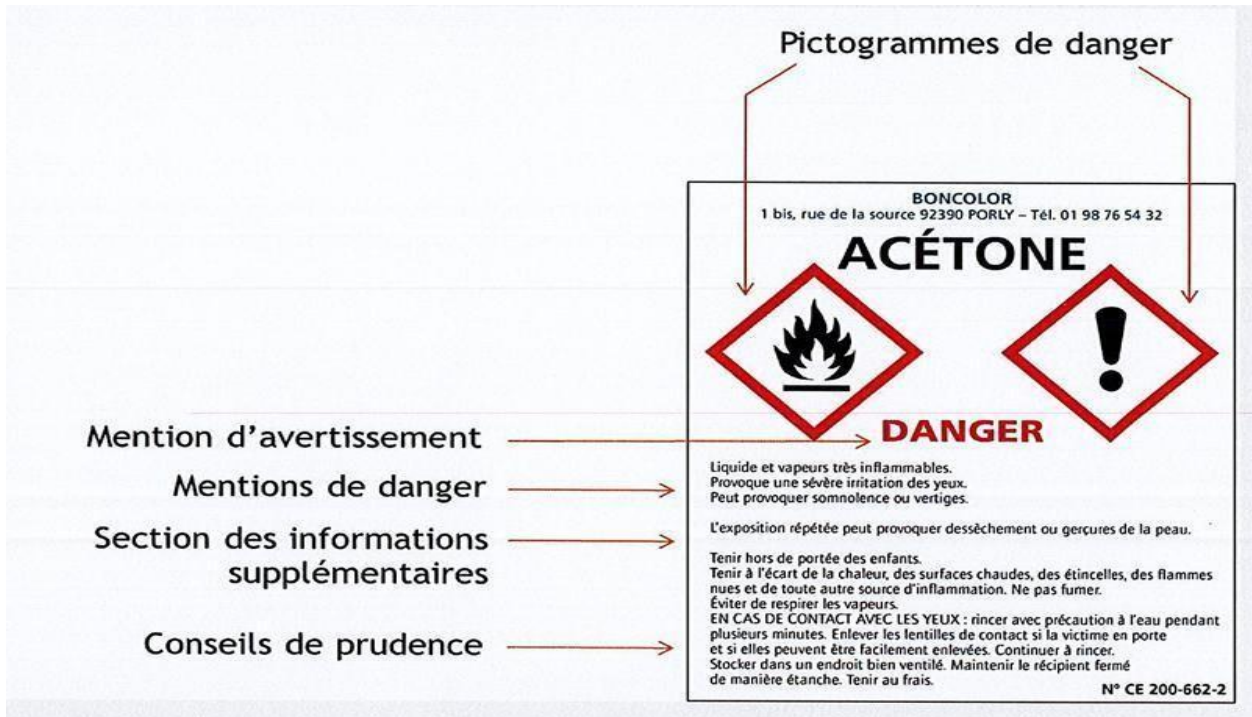 Pictogrammes de danger
BONCOLOR
1 bis, rue de la source 92390 PORLY – Tél. 01 98 76 54 32
ACÉTONE
DANGER
Mention d'avertissement
Mentions de danger
Section des informations
supplémentaires
Conseils de prudence
Liquide et vapeurs très inflammables.
Provoque une sévère irritation des yeux.
Peut provoquer somnolence ou vertiges.
L'exposition répétée peut provoquer dessèchement ou gerçures de la peau.
Tenir hors de portée des enfants.
Tenir à l'écart de la chaleur, des surfaces chaudes, des étincelles, des flammes
nues et de toute autre source d'inflammation. Ne pas fumer.
Éviter de respirer les vapeurs.
EN CAS DE CONTACT AVEC LES YEUX : rincer avec précaution à l'eau pendant
plusieurs minutes. Enlever les lentilles de contact si la victime en porte
et si elles peuvent être facilement enlevées. Continuer à rincer.
Stocker dans un endroit bien ventilé. Maintenir le récipient fermé
de manière étanche. Tenir au frais.
N° CE 200-662-2